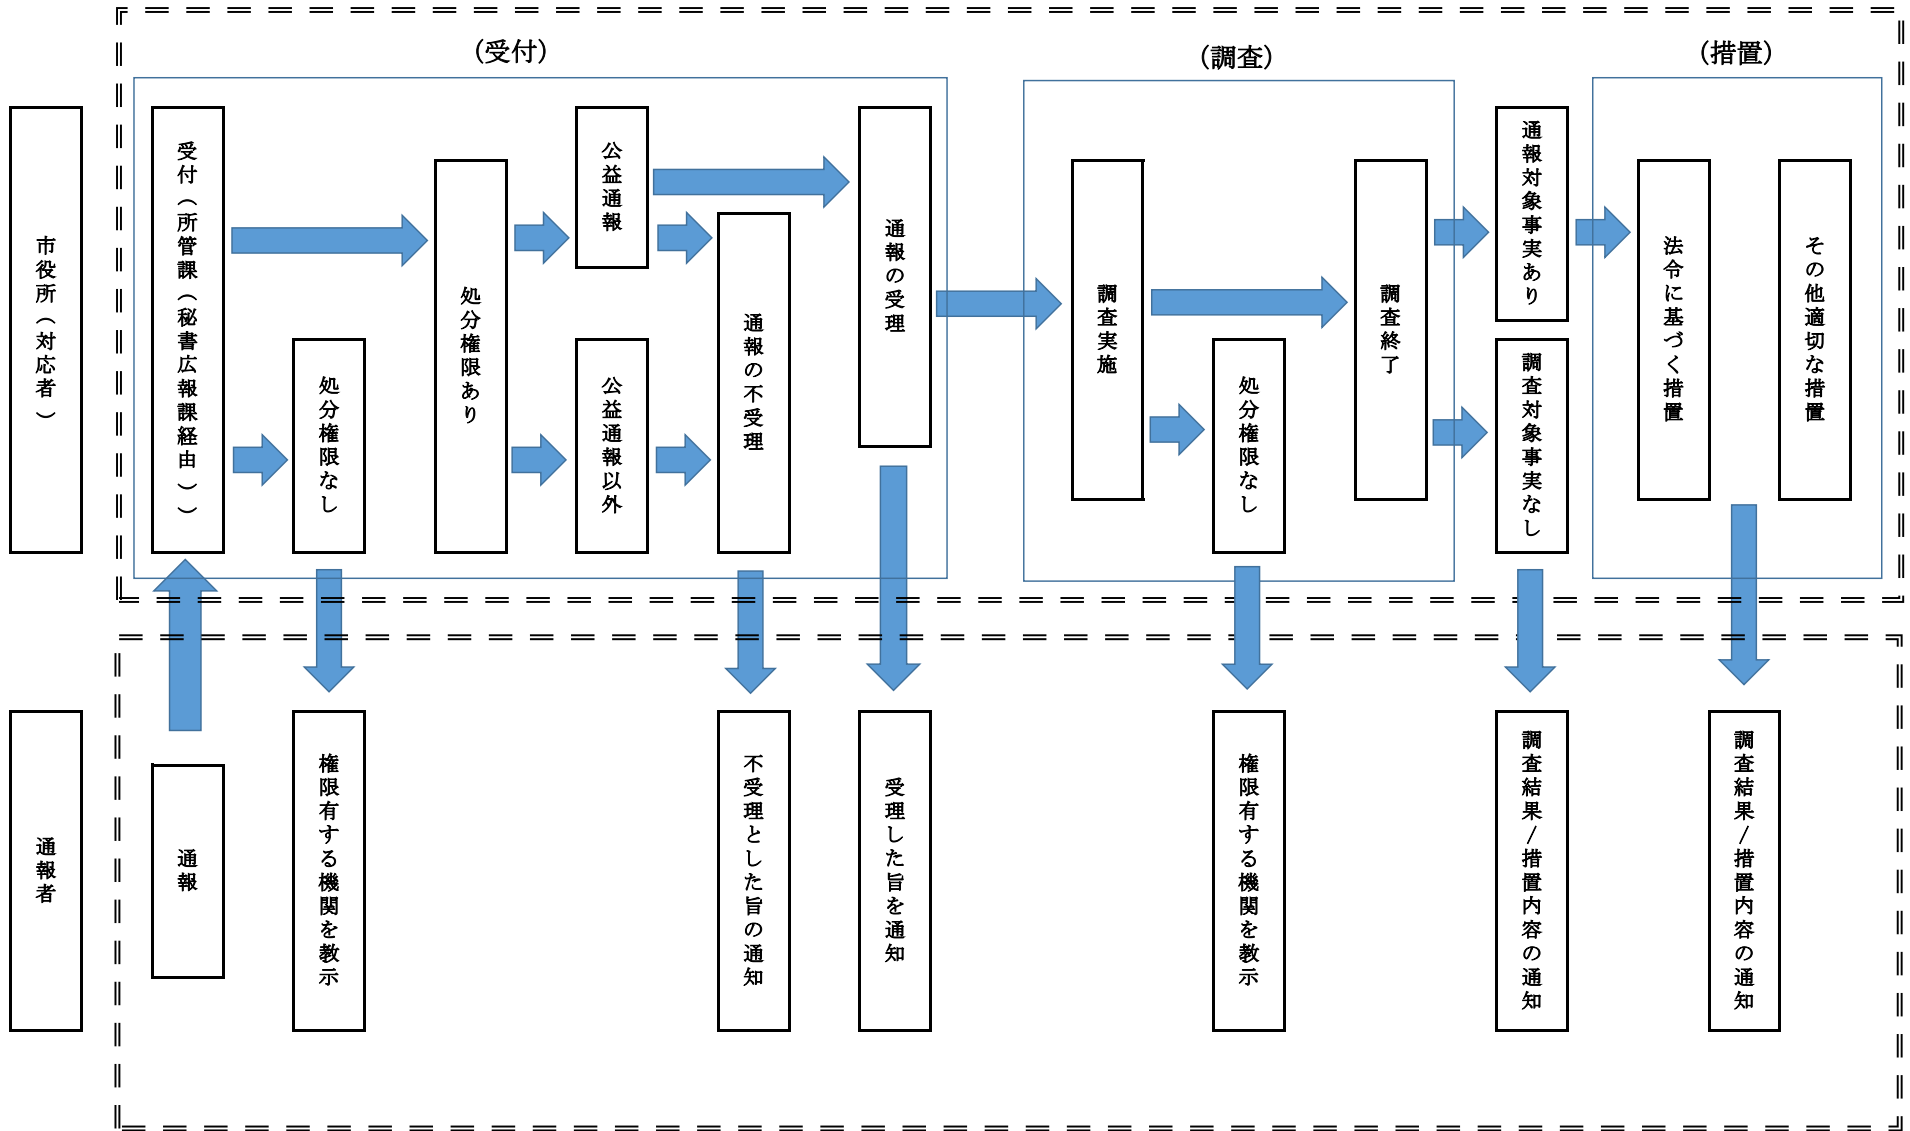 （受付）
（調査）
（措置）
市役所（対応者）
受付（所管課（秘書広報課経由））
処分権限なし
処分権限あり
公益通報
公益通報以外
通報の不受理
通報の受理
調査実施
処分権限なし
調査終了
通報対象事実あり
調査対象事実なし
法令に基づく措置
その他適切な措置
通報者
通報
権限有する機関を教示
不受理とした旨の通知
受理した旨を通知
権限有する機関を教示
調査結果/措置内容の通知
調査結果/措置内容の通知